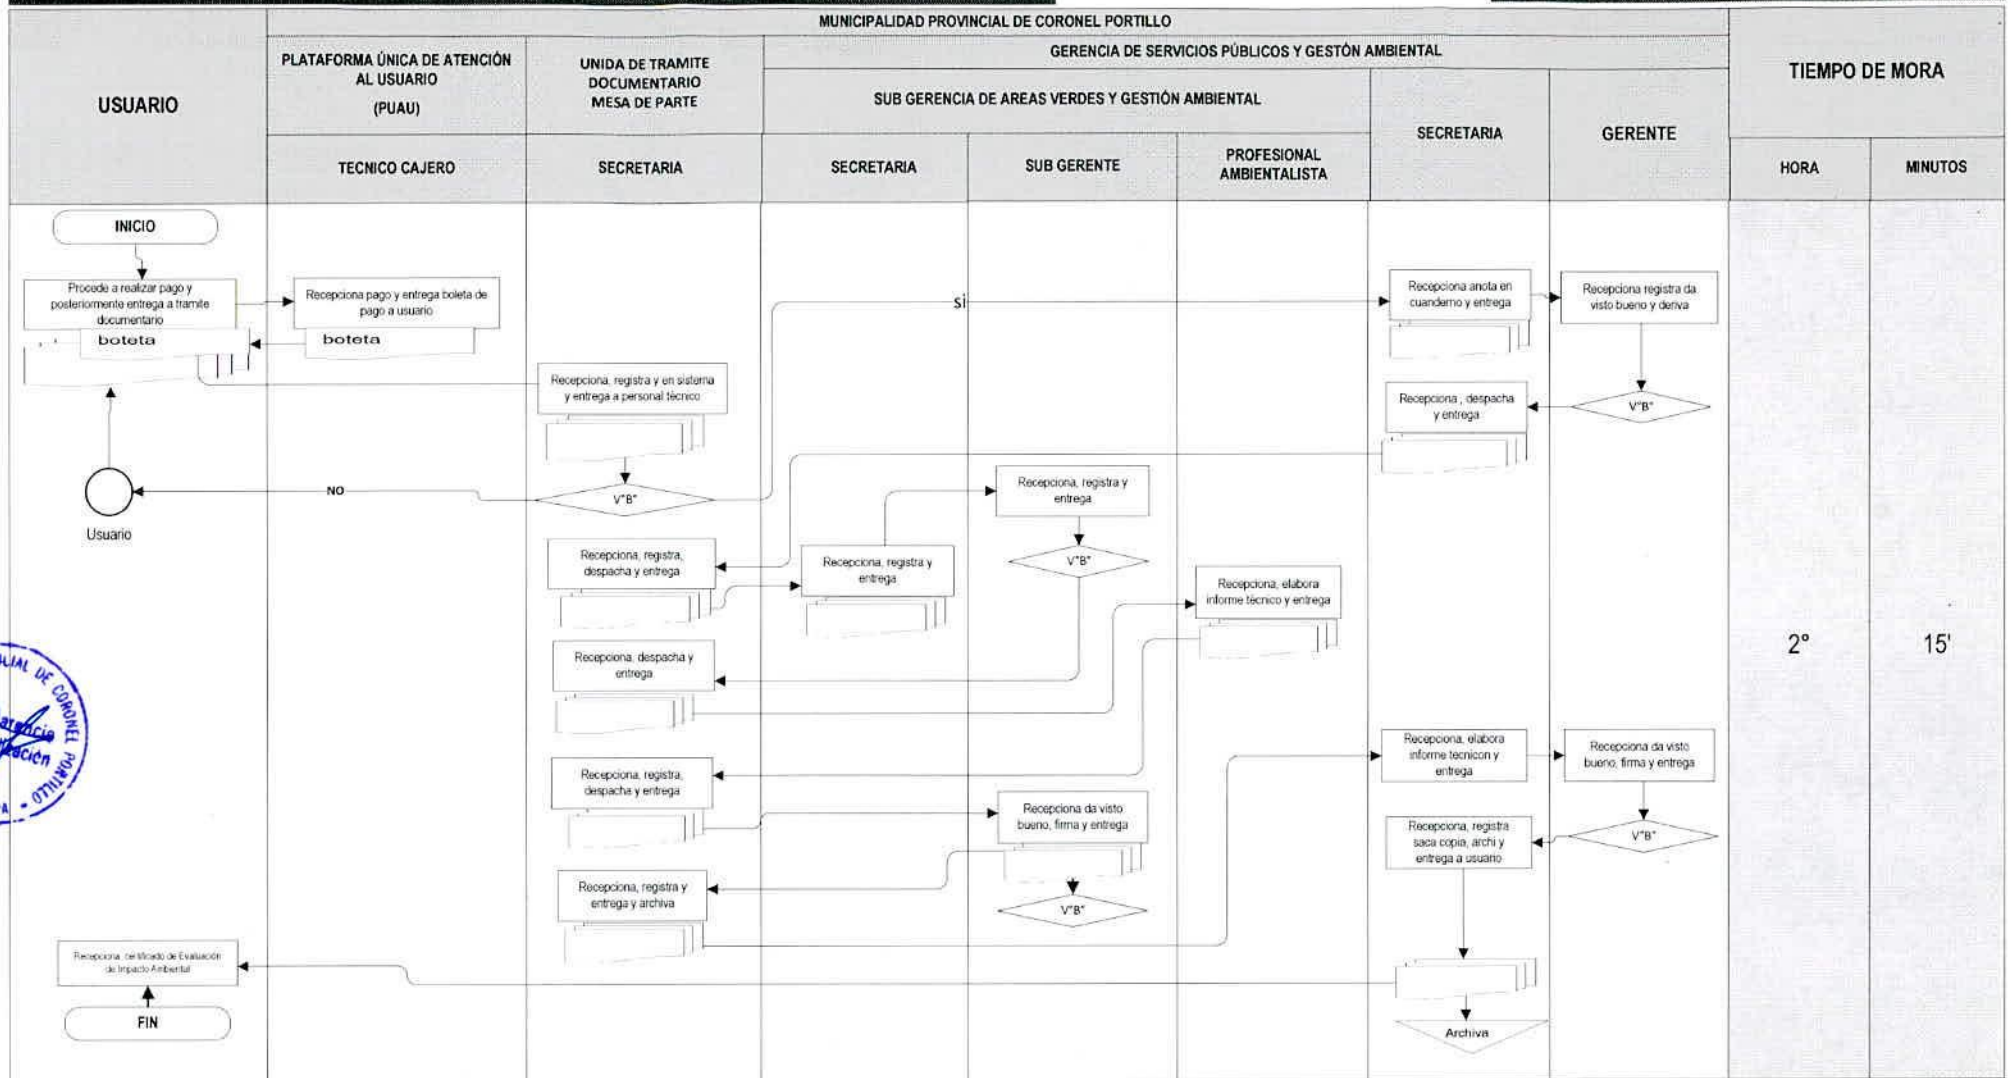 MUNICIPALIDAD PROVINCIAL DE CORONEL PORTILLO
USUARIO
PLATAFORMA ÚNICA DE ATENCIÓN
AL USUARIO
(PUAU)
UNIDA DE TRAMITE
DOCUMENTARIO
MESA DE PARTE
GERENCIA DE SERVICIOS PÚBLICOS Y GESTÓN AMBIENTAL
SUB GERENCIA DE AREAS VERDES Y GESTIÓN AMBIENTAL
SECRETARIA
GERENTE
TIEMPO DE MORA
TECNICO CAJERO
SECRETARIA
SECRETARIA
SUB GERENTE
PROFESIONAL
AMBIENTALISTA
HORA
MINUTOS
INICIO
Procede a realizar pago y
posteriormente entrega a tramite
documentario
boteta
Recepciona pago y entrega boleta de
pago a usuario
boteta
SÍ
Recepciona anota en
cuanderno y entrega
Recepciona registra da
visto bueno y deriva
Recepciona, registra y en sistema
y entrega a personal técnico
Recepciona , despacha
y entrega
V°B°
NO
V°B°
Usuario
Recepciona, registra y
entrega
V°B°
Recepciona, registra,
despacha y entrega
Recepciona, registra y
entrega
Recepciona, elabora
informe técnico y entrega
Recepciona, despacha y
entrega
2°
15'
DE CORONEL PORTILLO
Recepciona, registra,
despacha y entrega
Recepciona da visto
bueno, firma y entrega
Recepciona, elabora
informe tecnicon y
entrega
Recepciona da visto
bueno, firma y entrega
Recepciona, registra
saca copia, archi y
entrega a usuario
V°B°
Recepciona, registra y
entrega y archiva
V°B°
Recepciona, certificado de Evaluación
de Impacto Ambiental
FIN
Archiva